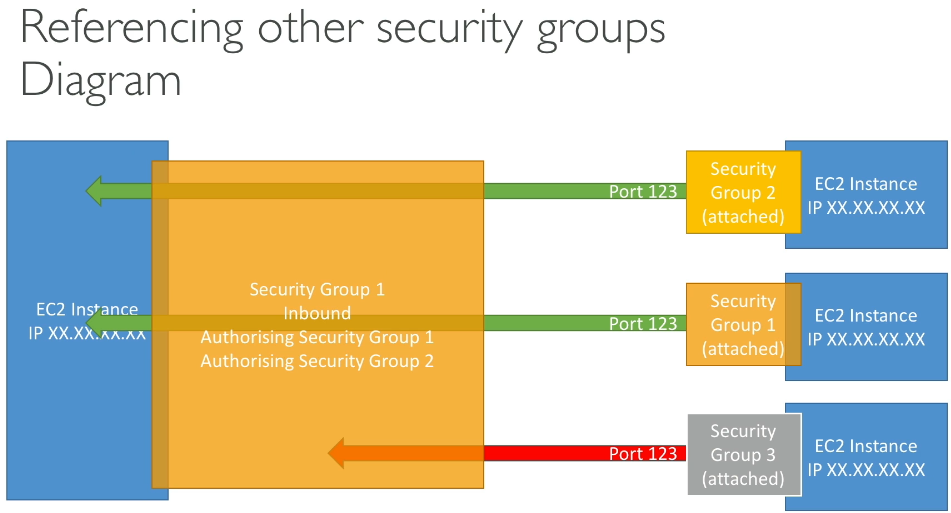 Referencing other security groups
Diagram
EC2 Instance
IP XX.XX.XX.XX
Security Group 1
Inbound
Authorising Security Group 1
Authorising Security Group 2
Port 123
Security
Group 2
(attached)
EC2 Instance
IP XX.XX.XX.XX
Port 123
Security
Group 1
(attached)
EC2 Instance
IP XX.XX.XX.XX
Port 123
Security
Group 3
(attached)
EC2 Instance
IP XX.XX.XX.XX